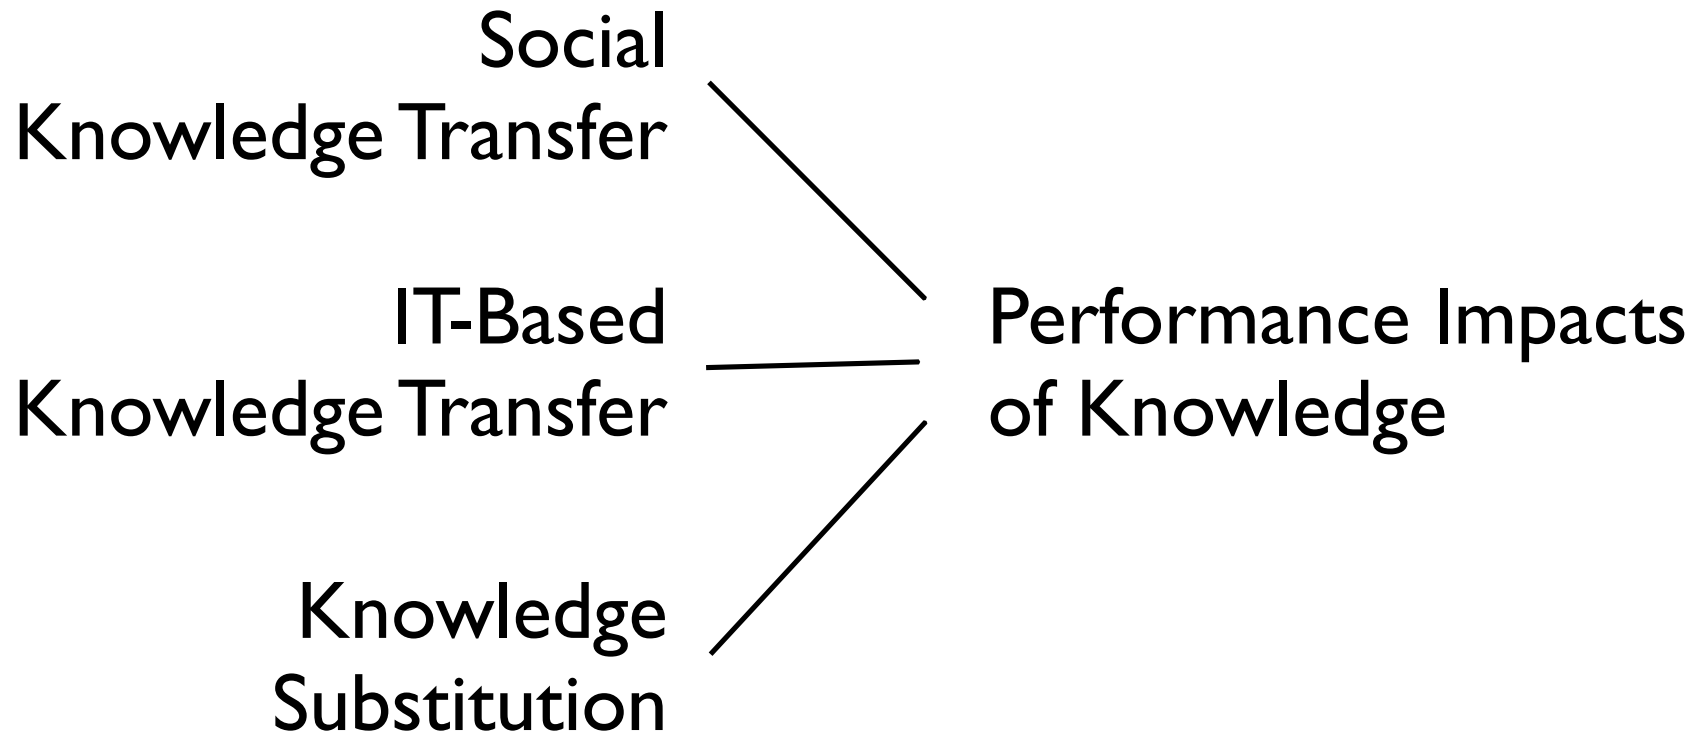 Social
Knowledge Transfer
IT-Based
Knowledge Transfer
Knowledge
Substitution
Performance Impacts
of Knowledge